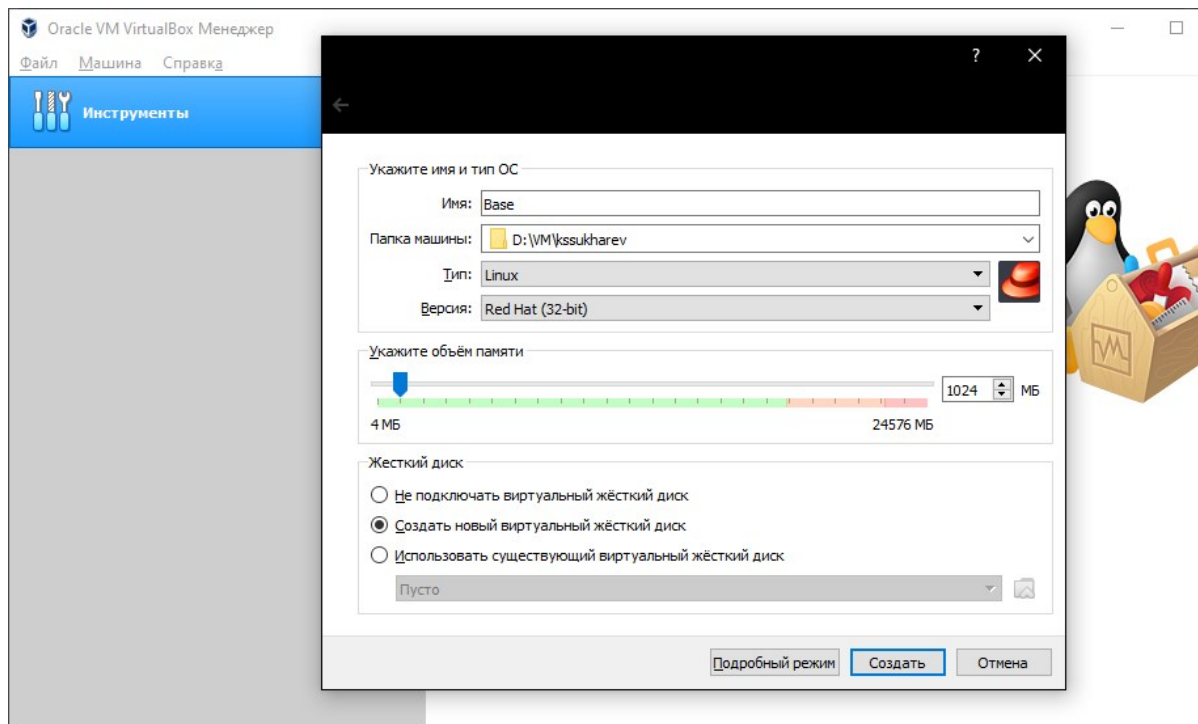 Oracle VM VirtualBox Менеджер
Файл Машина Справка
Инструменты
?
Укажите имя и тип ОС
Имя: Base
Папка машины: D:\VM\kssukharev
Тип: Linux
Версия: Red Hat (32-bit)
Укажите объём памяти
1024 МБ
4 МБ 24576 МБ
Жесткий диск
Не подключать виртуальный жёсткий диск
Создать новый виртуальный жёсткий диск
Использовать существующий виртуальный жёсткий диск
Пусто
Подробный режим Создать Отмена